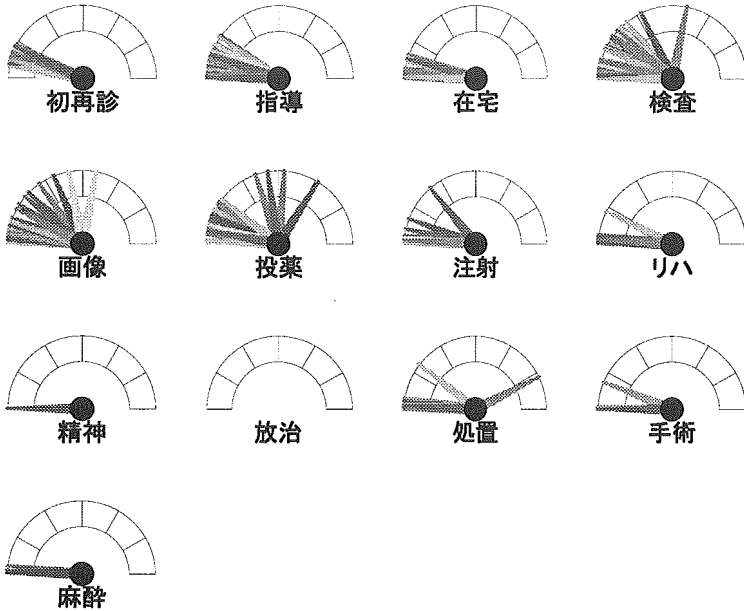 初再診
指導
在宅
検査
画像
投薬
注射
リハ
精神
放治
処置
手術
麻酔